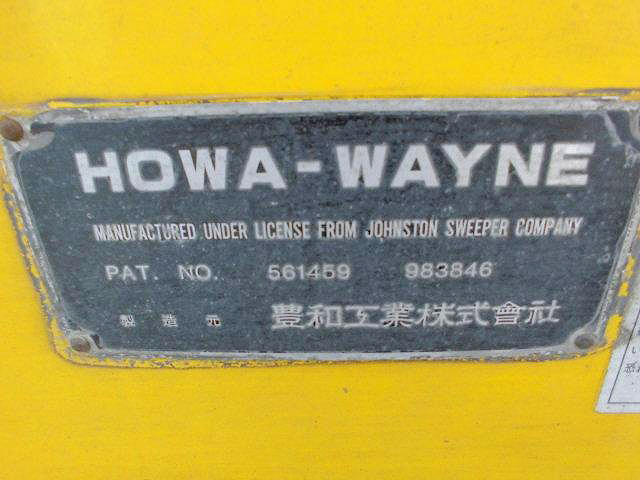 HOWA-WAYNE
MANUFACTURED UNDER LICENSE FROM JOHNSTON SWEEPER COMPANY
PAT. NO. 561459 983846
製造元 豊和工業株式會社